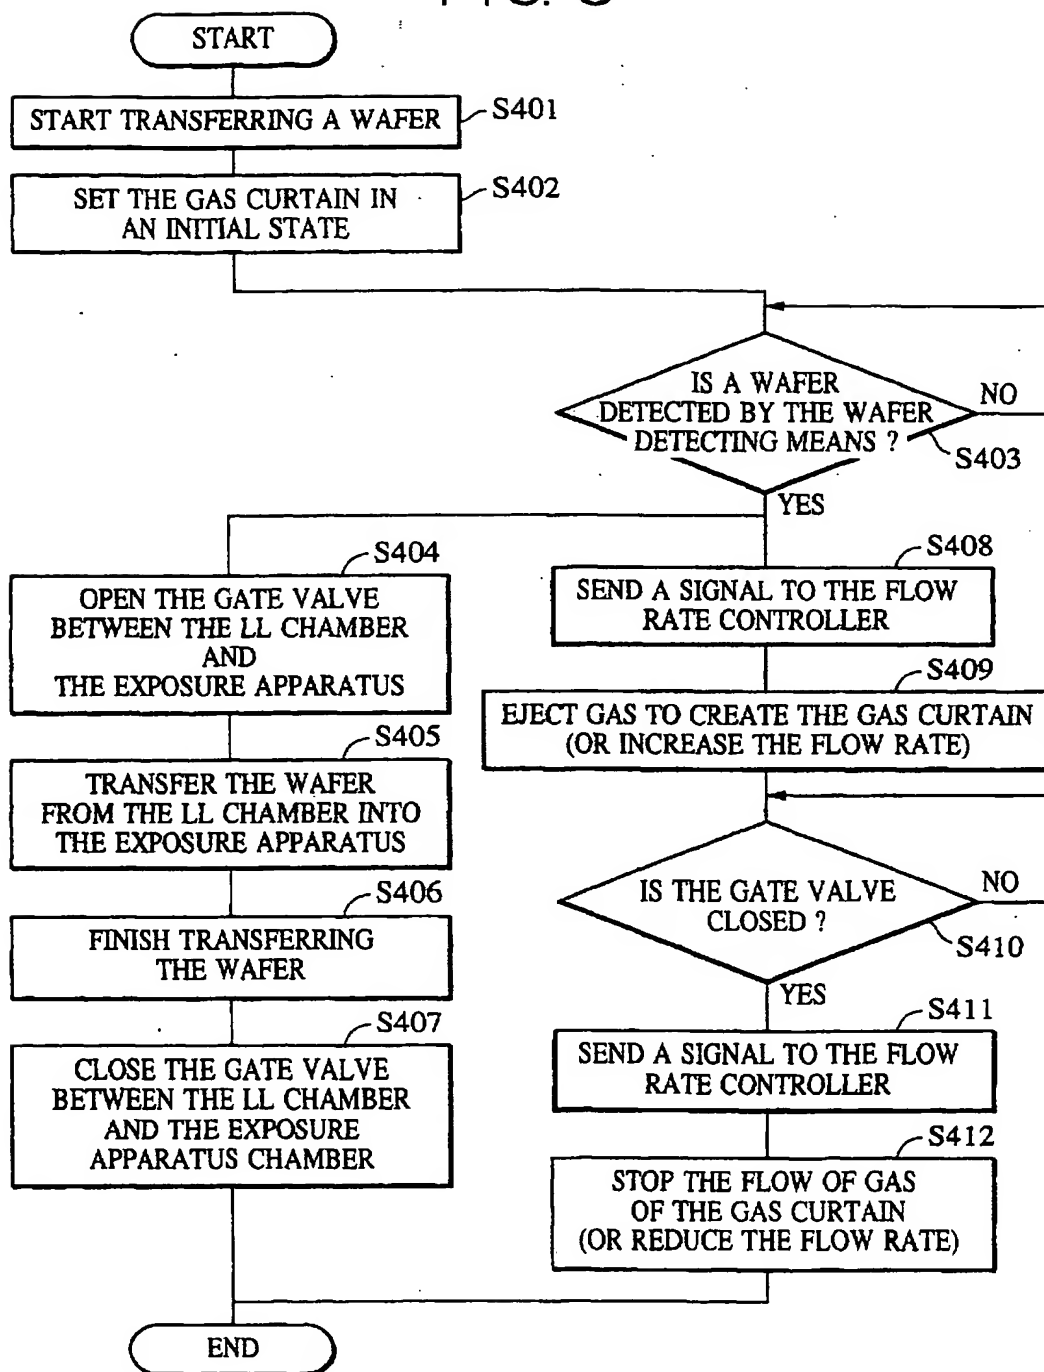 START
START TRANSFERRING A WAFER
S401
SET THE GAS CURTAIN IN
AN INITIAL STATE
S402
IS A WAFER
DETECTED BY THE WAFER
DETECTING MEANS ?
NO
S403
YES
S404
OPEN THE GATE VALVE
BETWEEN THE LL CHAMBER
AND
THE EXPOSURE APPARATUS
S405
TRANSFER THE WAFER
FROM THE LL CHAMBER INTO
THE EXPOSURE APPARATUS
S406
FINISH TRANSFERRING
THE WAFER
S407
CLOSE THE GATE VALVE
BETWEEN THE LL CHAMBER
AND THE EXPOSURE
APPARATUS CHAMBER
S408
SEND A SIGNAL TO THE FLOW
RATE CONTROLLER
S409
EJECT GAS TO CREATE THE GAS CURTAIN
(OR INCREASE THE FLOW RATE)
IS THE GATE VALVE
CLOSED ?
NO
S410
YES
S411
SEND A SIGNAL TO THE FLOW
RATE CONTROLLER
S412
STOP THE FLOW OF GAS
OF THE GAS CURTAIN
(OR REDUCE THE FLOW RATE)
END